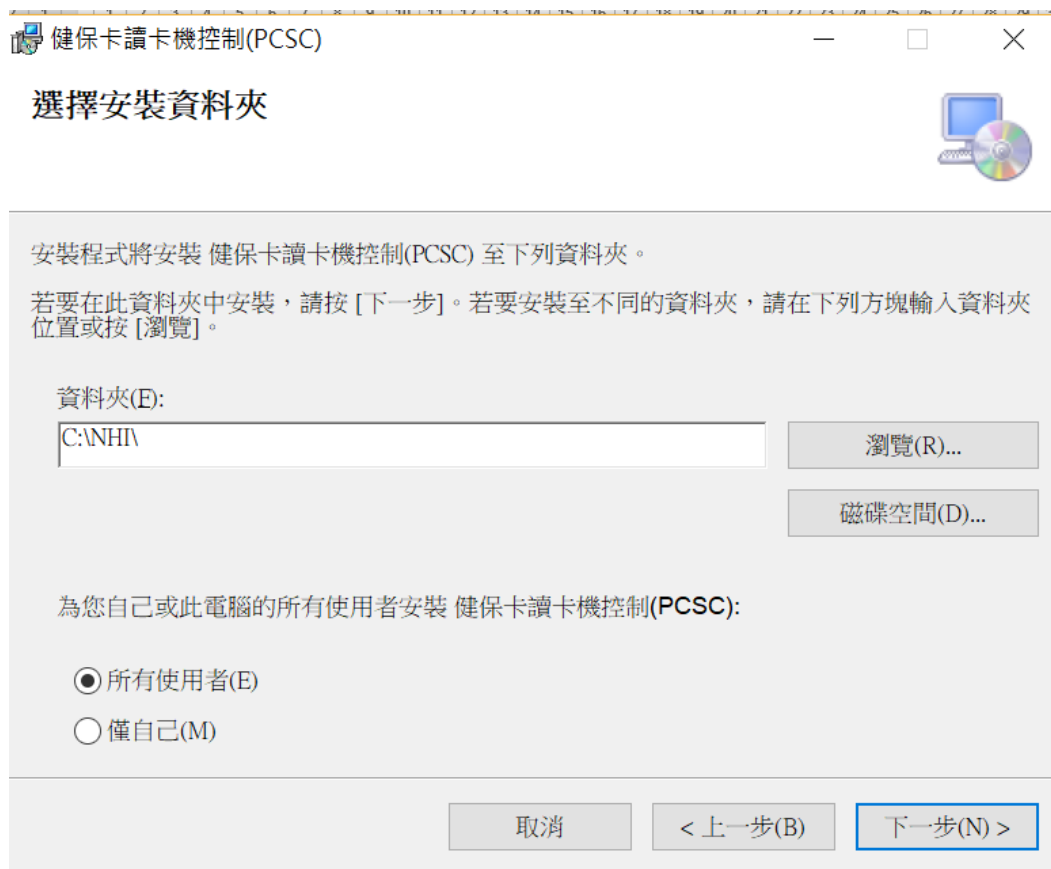 健保卡讀卡機控制(PCSC)
選擇安裝資料夾
安裝程式將安裝 健保卡讀卡機控制(PCSC) 至下列資料夾。
若要在此資料夾中安裝，請按 [下一步]。若要安裝至不同的資料夾，請在下列方塊輸入資料夾
位置或按 [瀏覽]。
資料夾(F):
C:\NHI\
瀏覽(R)...
磁碟空間(D)...
為您自己或此電腦的所有使用者安裝 健保卡讀卡機控制(PCSC):
所有使用者(E)
僅自己(M)
取消
< 上一步(B)
下一步(N) >